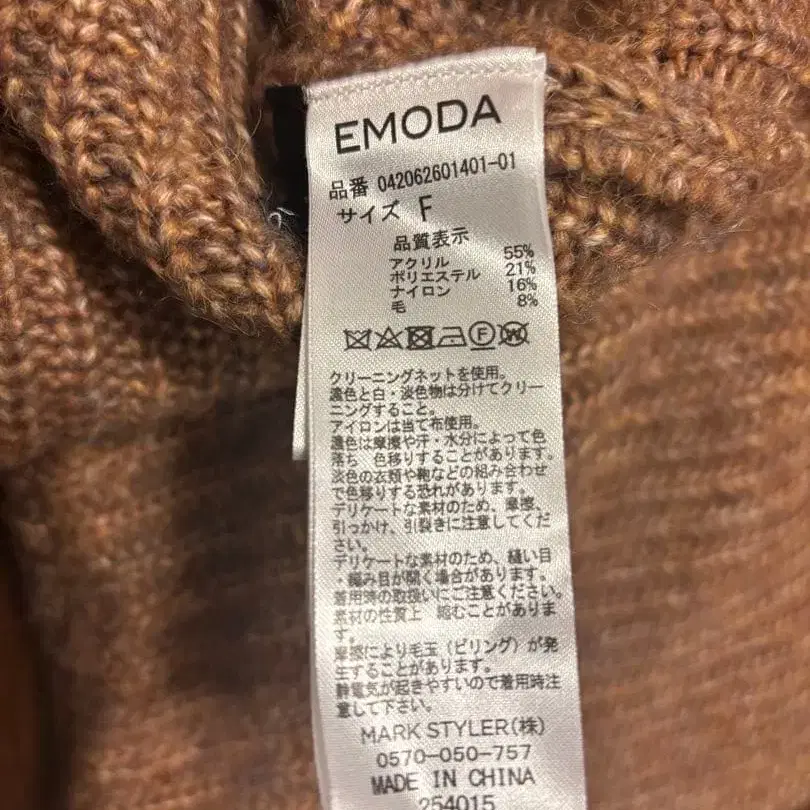 EMODA
品番 042062601401-01
サイズ F
品質表示
アクリル 55%
ポリエステル 21%
ナイロン 16%
毛 8%
クリーニングネットを使用。
濃色と白・淡色物は分けてクリー
ニングすること。
アイロンは当て布使用。
濃色は摩擦や汗・水分によって色
落ち 色移りすることがあります。
淡色の衣類や鞄などの組み合わせ
で色移りする恐れがあります。
デリケートな素材のため、摩擦、
引っかけ、引裂きに注意してくだ
さい。
デリケートな素材のため、縫い目
・編み目が開く場合があります。
着用時の取扱いにご注意ください。
素材の性質上 縮むことがありま
す。
摩擦により毛玉（ピリング）が発
生することがあります。
静電気が起きやすいので着用時注
意して下さい。
MARK STYLER(株)
0570-050-757
MADE IN CHINA
254015